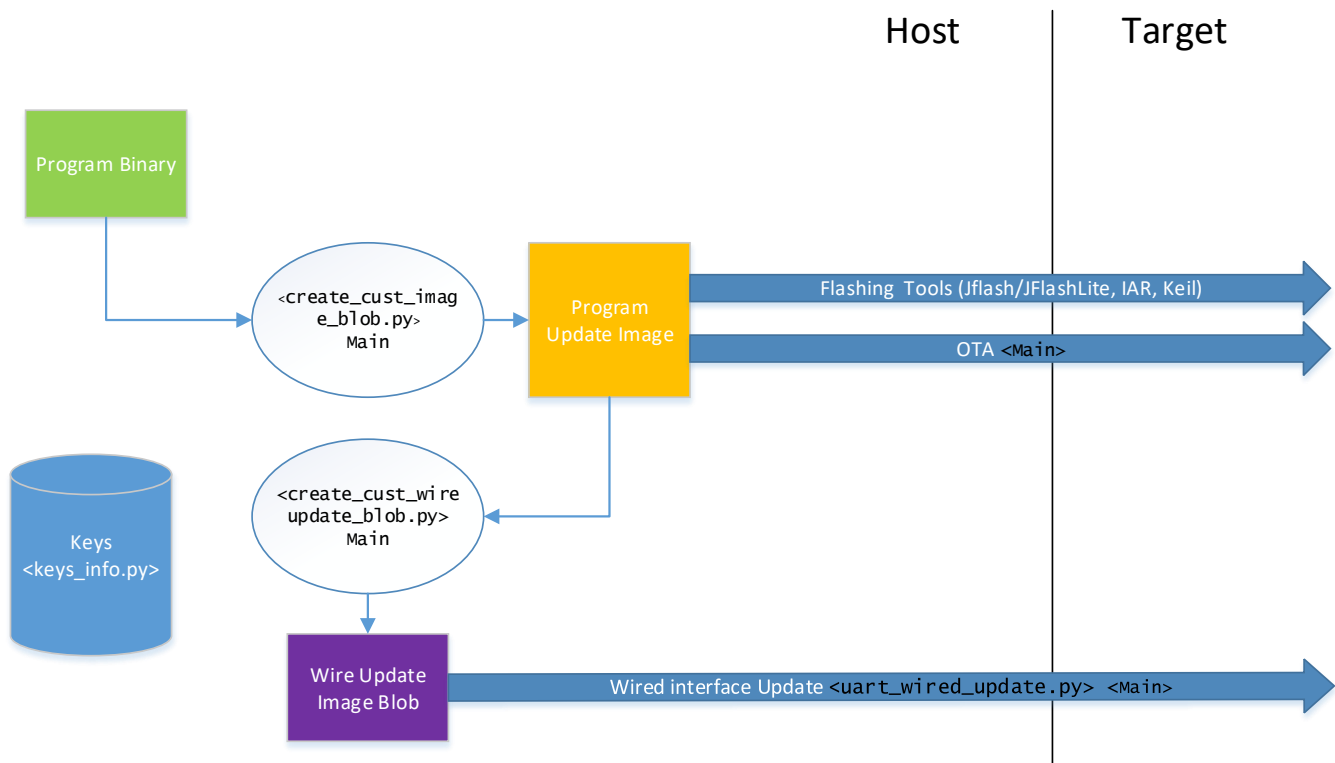 Host
Target
Program Binary
<create_cust_imag
e_blob.py>
Main
Program
Update Image
Flashing Tools (Jflash/JFlashLite, IAR, Keil)
OTA <Main>
<create_cust_wire
update_blob.py>
Main
Keys
<keys_info.py>
Wire Update
Image Blob
Wired interface Update <uart_wired_update.py> <Main>